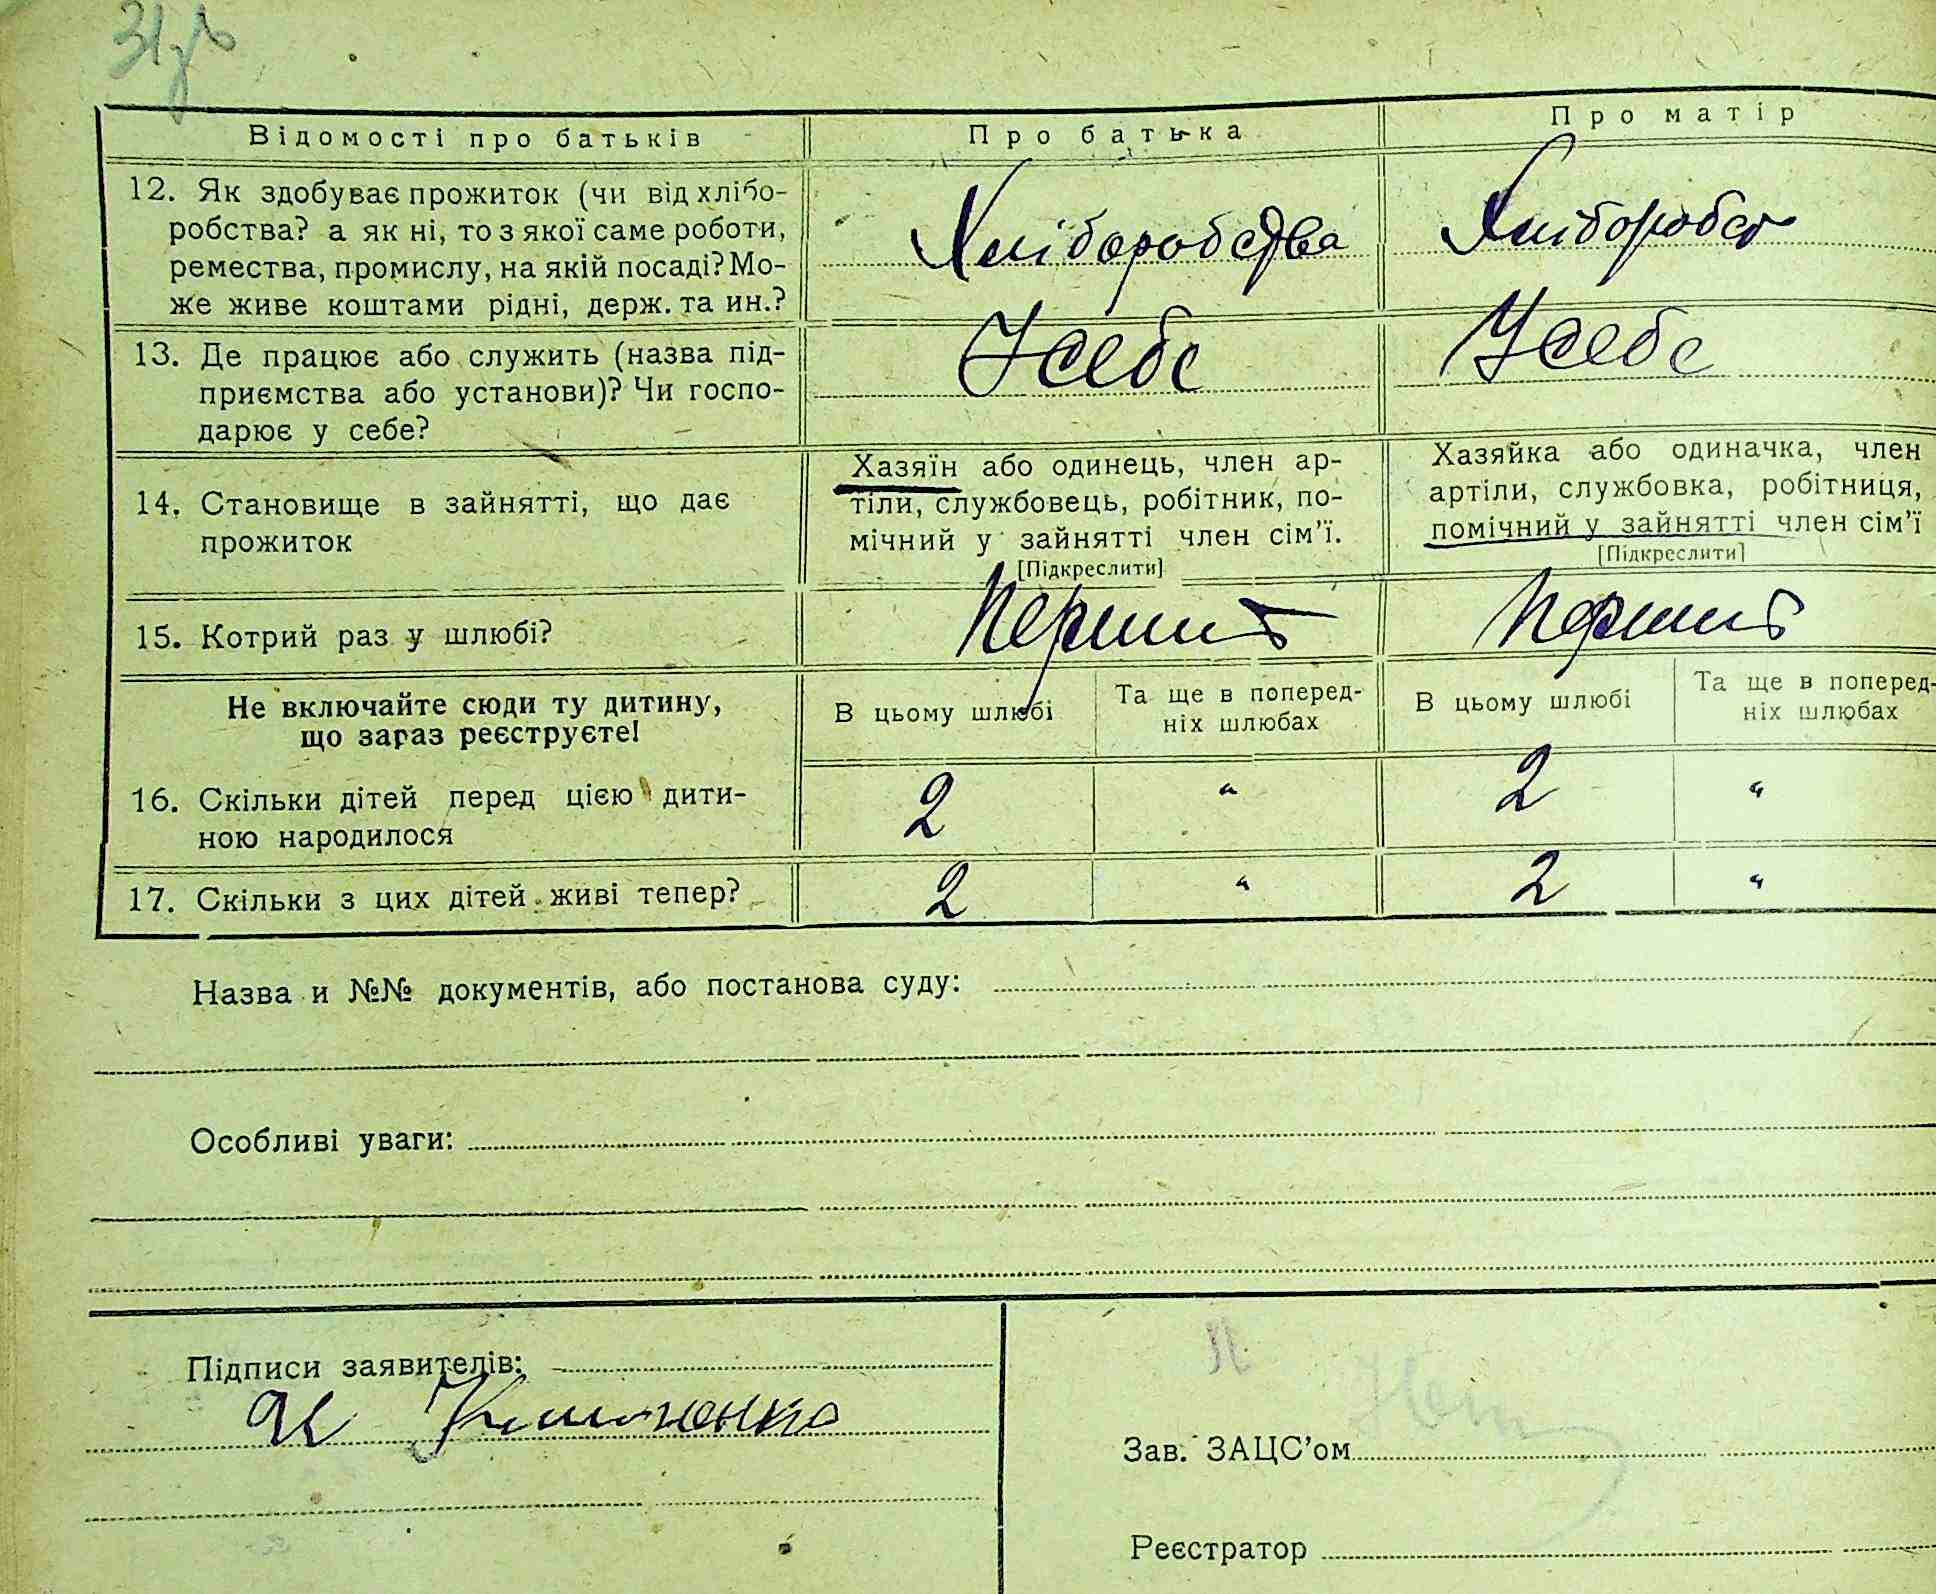 Відомості про батьків
Про батька
Про матір
12. Як здобуває прожиток (чи від хлібо-
робства? а як ні, то з якої саме роботи,
ремества, промислу, на якій посаді? Мо-
же живе коштами рідні, держ. та ин.?
Хліборобства
Хліборобст
13. Де працює або служить (назва під-
приємства або установи)? Чи госпо-
дарює у себе?
У себе
У себе
14. Становище в зайнятті, що дає
прожиток
Хазяїн або одинець, член ар-
тіли, службовець, робітник, по-
мічний у зайнятті член сім'ї.
[Підкреслити]
Хазяйка або одиначка, член
артіли, службовка, робітниця,
помічний у зайнятті член сім'ї
[Підкреслити]
15. Котрий раз у шлюбі?
Перший
Перший
Не включайте сюди ту дитину,
що зараз реєструєте!
В цьому шлюбі
Та ще в поперед-
ніх шлюбах
В цьому шлюбі
Та ще в поперед-
ніх шлюбах
16. Скільки дітей перед цією дити-
ною народилося
2 " 2 "
17. Скільки з цих дітей живі тепер?
2 " 2 "
Назва и №№ документів, або постанова суду:
Особливі уваги:
Підписи заявителів:
Зав. ЗАЦС'ом
Реєстратор